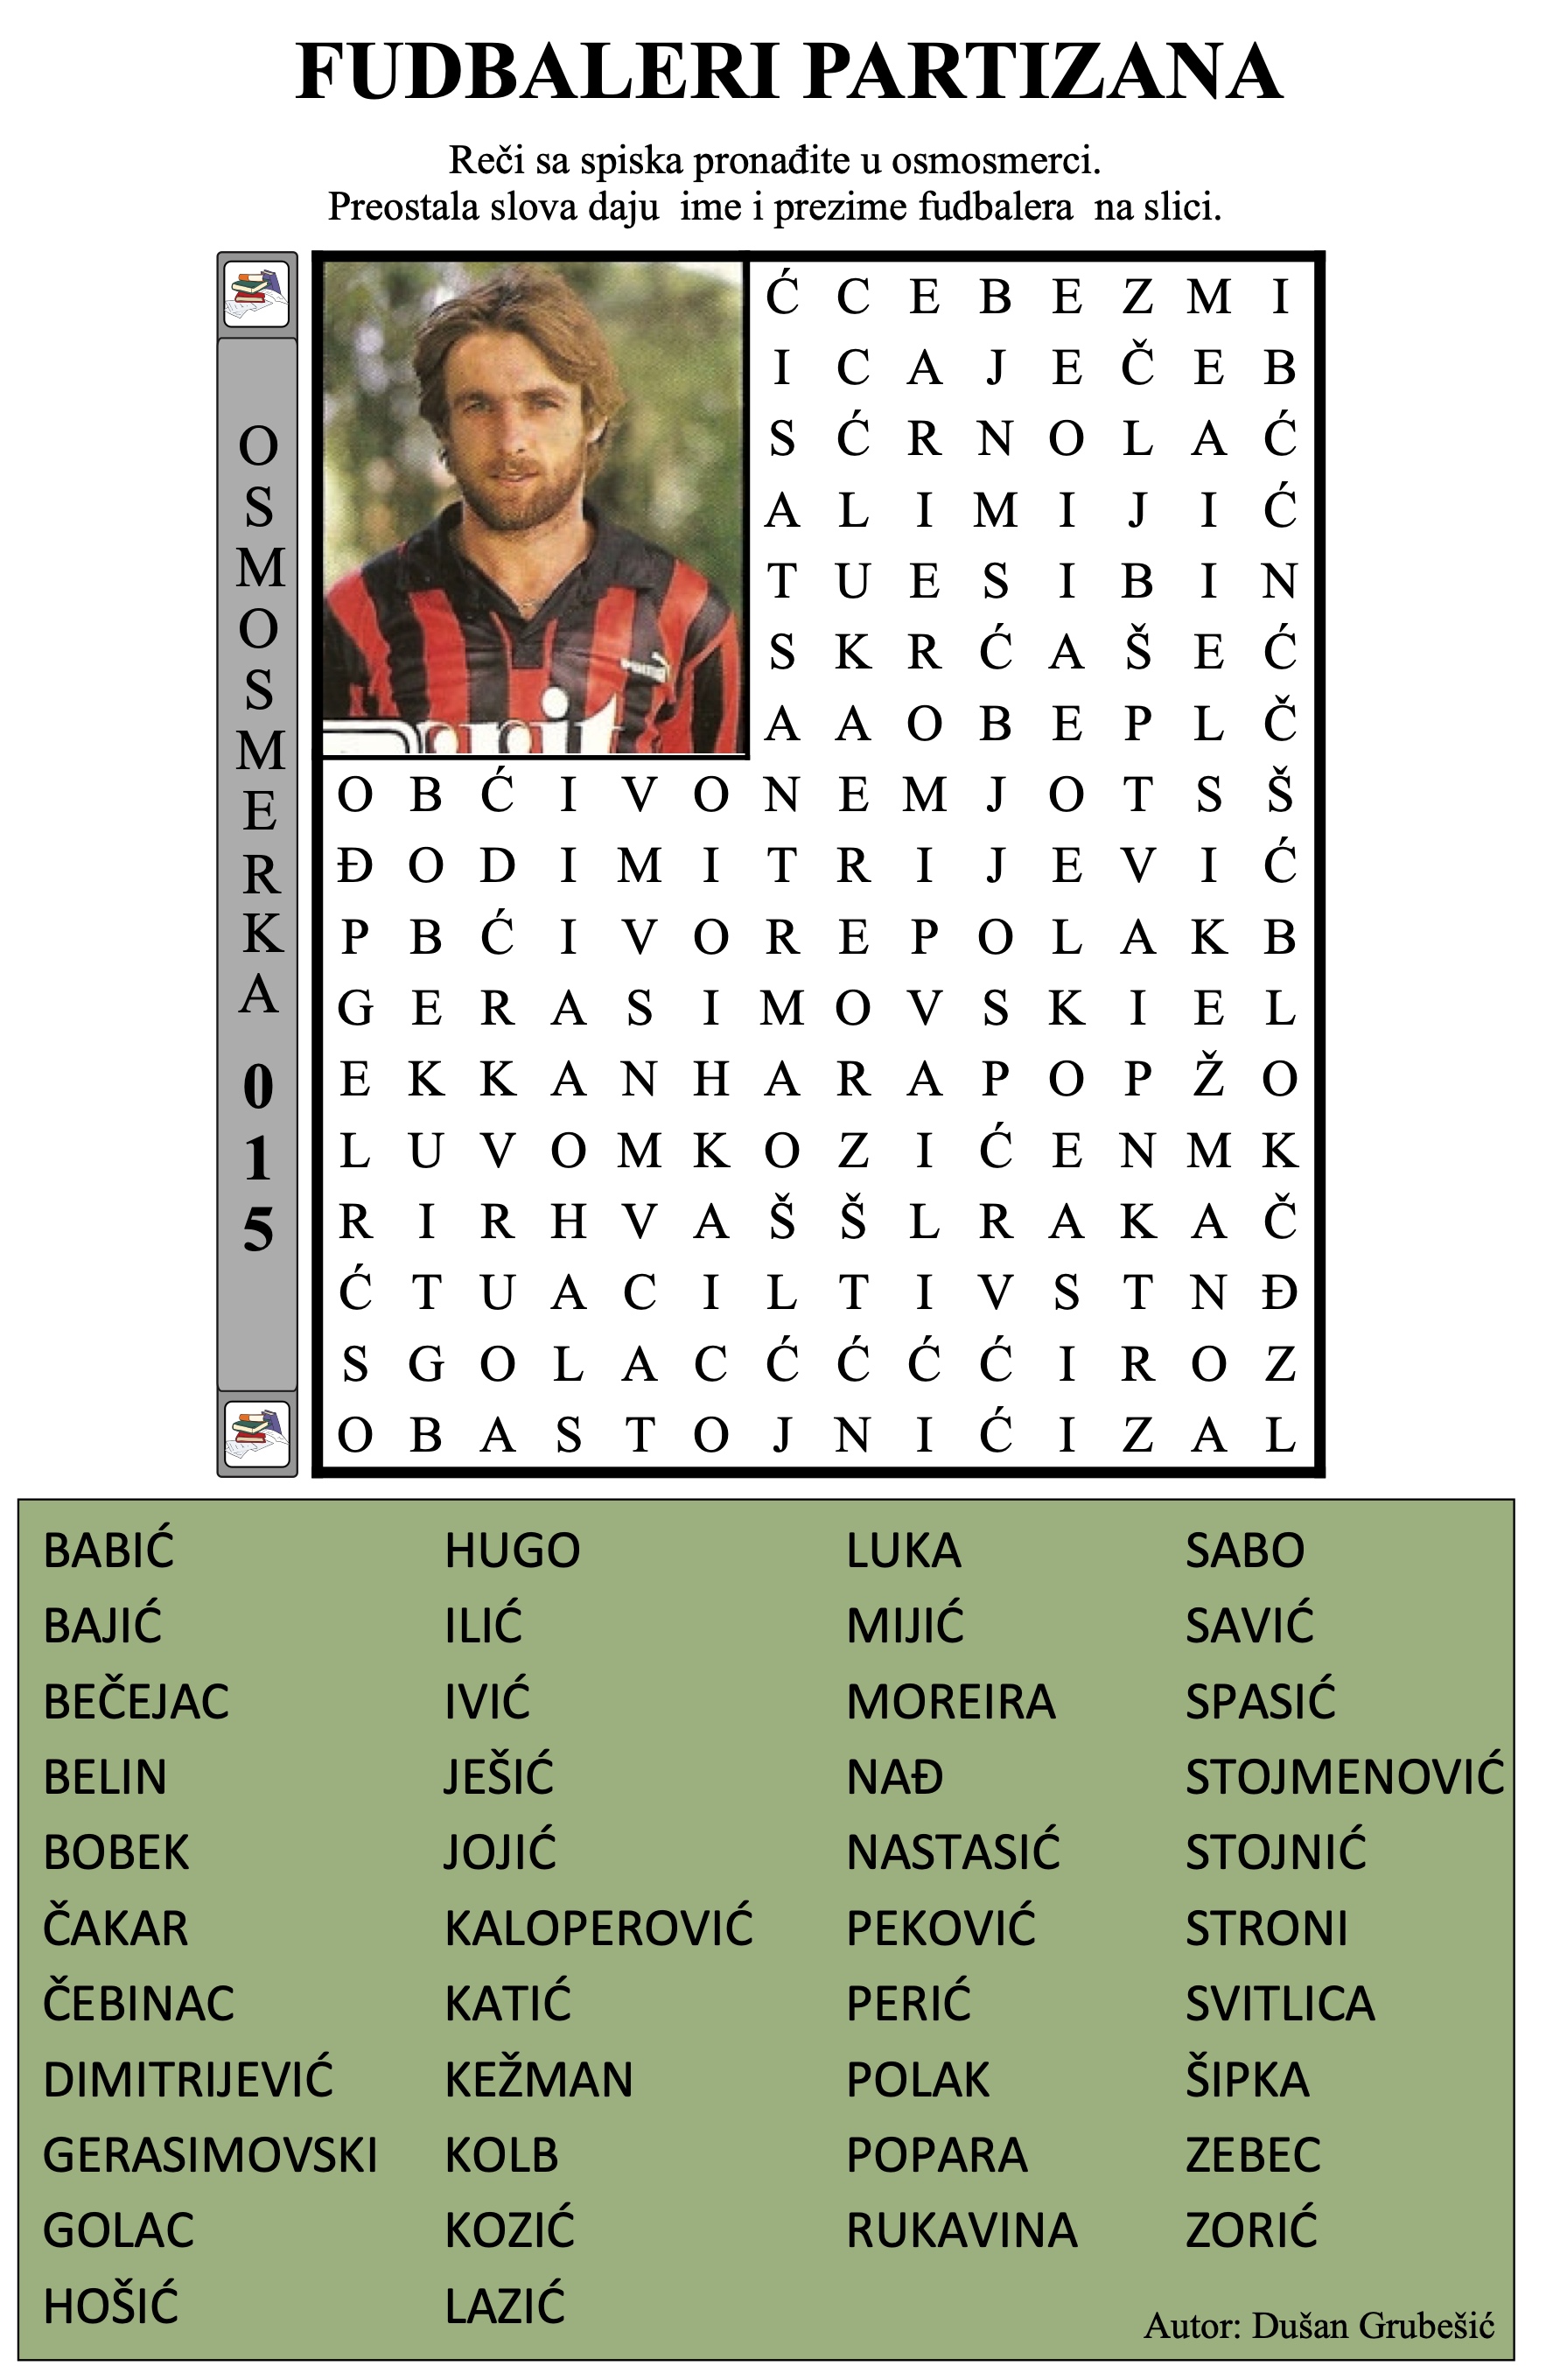 FUDBALERI PARTIZANA
Reči sa spiska pronađite u osmosmerci.
Preostala slova daju ime i prezime fudbalera na slici.
OSMOSMERKA 015
Ć C E B E Z M I
I C A J E Č E B
S Ć R N O L A Ć
A L I M I J I Ć
T U E S I B I N
S K R Ć A Š E Ć
A A O B E P L Č
O B Ć I V O N E M J O T S Š
Đ O D I M I T R I J E V I Ć
P B Ć I V O R E P O L A K B
G E R A S I M O V S K I E L
E K K A N H A R A P O P Ž O
L U V O M K O Z I Ć E N M K
R I R H V A Š Š L R A K A Č
Ć T U A C I L T I V S T N Đ
S G O L A C Ć Ć Ć Ć I R O Z
O B A S T O J N I Ć I Z A L
BABIĆ HUGO LUKA SABO
BAJIĆ ILIĆ MIJIĆ SAVIĆ
BEČEJAC IVIĆ MOREIRA SPASIĆ
BELIN JEŠIĆ NAĐ STOJMENOVIĆ
BOBEK JOJIĆ NASTASIĆ STOJNIĆ
ČAKAR KALOPEROVIĆ PEKOVIĆ STRONI
ČEBINAC KATIĆ PERIĆ SVITLICA
DIMITRIJEVIĆ KEŽMAN POLAK ŠIPKA
GERASIMOVSKI KOLB POPARA ZEBEC
GOLAC KOZIĆ RUKAVINA ZORIĆ
HOŠIĆ LAZIĆ
Autor: Dušan Grubešić